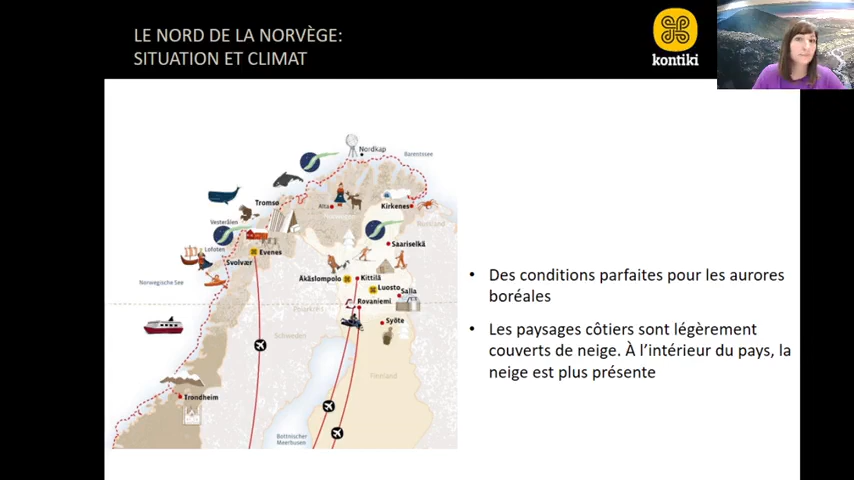 LE NORD DE LA NORVÈGE:
SITUATION ET CLIMAT
kontiki
Nordkap
Barentssee
Tromsø
Alta
Kirkenes
Vesterålen
Russland
Saariselkä
Lofoten
Evenes
Svolvær
Äkäslompolo
Kittilä
Norwegische See
Luosto
Salla
Rovaniemi
Polarkreis
Syöte
Schweden
Finnland
Trondheim
Bottnischer
Meerbusen
• Des conditions parfaites pour les aurores
boréales
• Les paysages côtiers sont légèrement
couverts de neige. À l’intérieur du pays, la
neige est plus présente